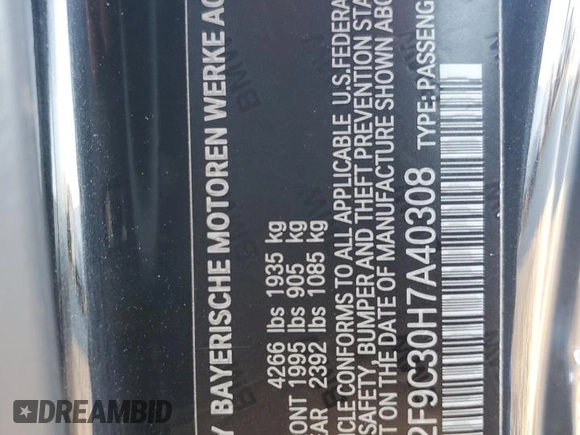 Y BAYERISCHE MOTOREN WERKE AG
4266 lbs 1935 kg
ONT 1995 lbs 905 kg
EAR 2392 lbs 1085 kg
ICLE CONFORMS TO ALL APPLICABLE U.S.FEDERA
SAFETY, BUMPER AND THEFT PREVENTION STA
ON THE DATE OF MANUFACTURE SHOWN ABO
2F9C30H7A40308 TYPE: PASSENG
BMW
DREAMBID